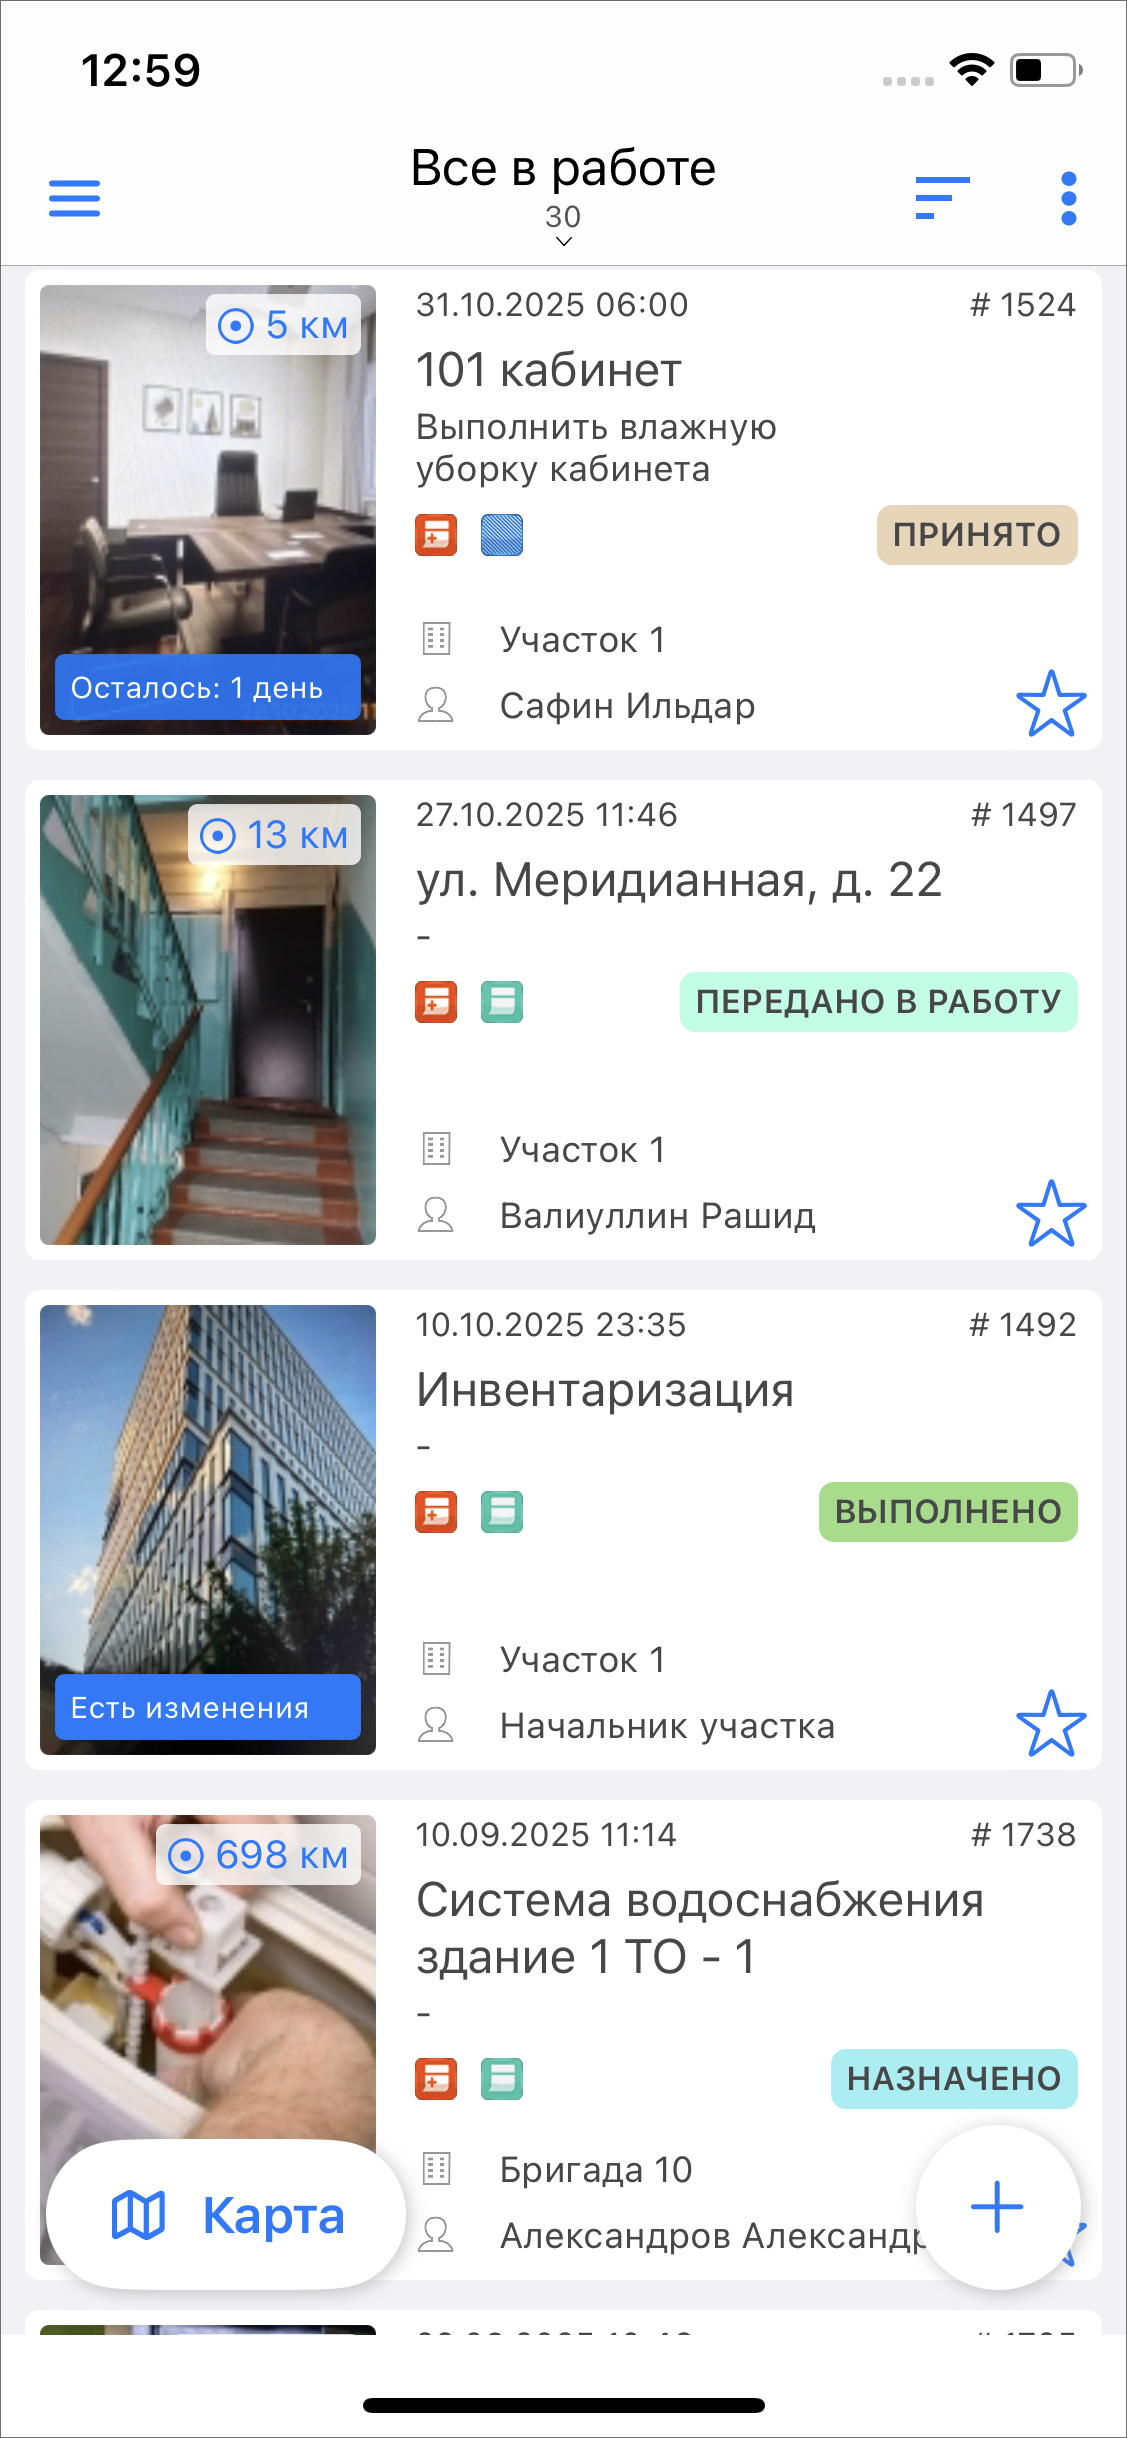 12:59
Все в работе
30
5 км
31.10.2025 06:00
# 1524
101 кабинет
Выполнить влажную
уборку кабинета
ПРИНЯТО
Участок 1
Осталось: 1 день
Сафин Ильдар
13 км
27.10.2025 11:46
# 1497
ул. Меридианная, д. 22
-
ПЕРЕДАНО В РАБОТУ
Участок 1
Валиуллин Рашид
10.10.2025 23:35
# 1492
Инвентаризация
-
ВЫПОЛНЕНО
Участок 1
Есть изменения
Начальник участка
698 км
10.09.2025 11:14
# 1738
Система водоснабжения
здание 1 ТО - 1
-
НАЗНАЧЕНО
Бригада 10
Карта
Александров Александр